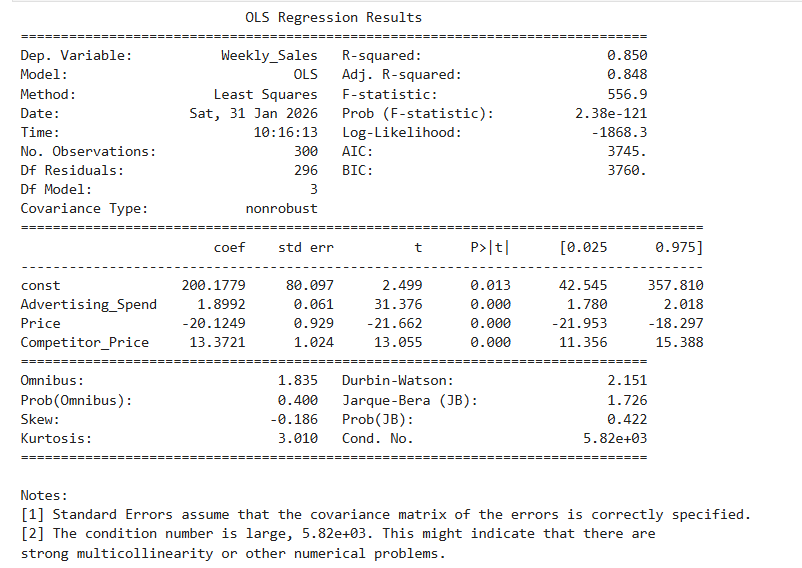 OLS Regression Results
==============================================================================
Dep. Variable: Weekly_Sales R-squared: 0.850
Model: OLS Adj. R-squared: 0.848
Method: Least Squares F-statistic: 556.9
Date: Sat, 31 Jan 2026 Prob (F-statistic): 2.38e-121
Time: 10:16:13 Log-Likelihood: -1868.3
No. Observations: 300 AIC: 3745.
Df Residuals: 296 BIC: 3760.
Df Model: 3
Covariance Type: nonrobust
=====================================================================================
coef std err t P>|t| [0.025 0.975]
-------------------------------------------------------------------------------------
const 200.1779 80.097 2.499 0.013 42.545 357.810
Advertising_Spend 1.8992 0.061 31.376 0.000 1.780 2.018
Price -20.1249 0.929 -21.662 0.000 -21.953 -18.297
Competitor_Price 13.3721 1.024 13.055 0.000 11.356 15.388
==============================================================================
Omnibus: 1.835 Durbin-Watson: 2.151
Prob(Omnibus): 0.400 Jarque-Bera (JB): 1.726
Skew: -0.186 Prob(JB): 0.422
Kurtosis: 3.010 Cond. No. 5.82e+03
==============================================================================
Notes:
[1] Standard Errors assume that the covariance matrix of the errors is correctly specified.
[2] The condition number is large, 5.82e+03. This might indicate that there are
strong multicollinearity or other numerical problems.